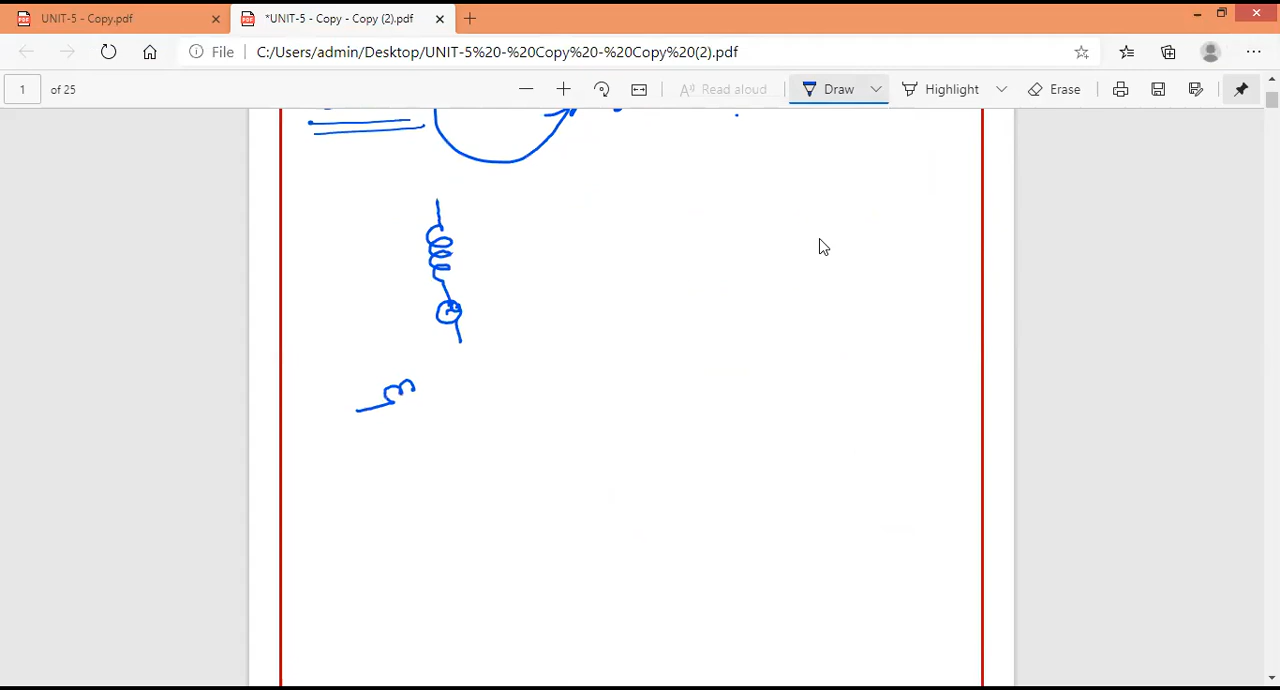 UNIT-5 - Copy.pdf
*UNIT-5 - Copy - Copy (2).pdf
File
C:/Users/admin/Desktop/UNIT-5%20-%20Copy%20-%20Copy%20(2).pdf
1 of 25
Read aloud
Draw
Highlight
Erase